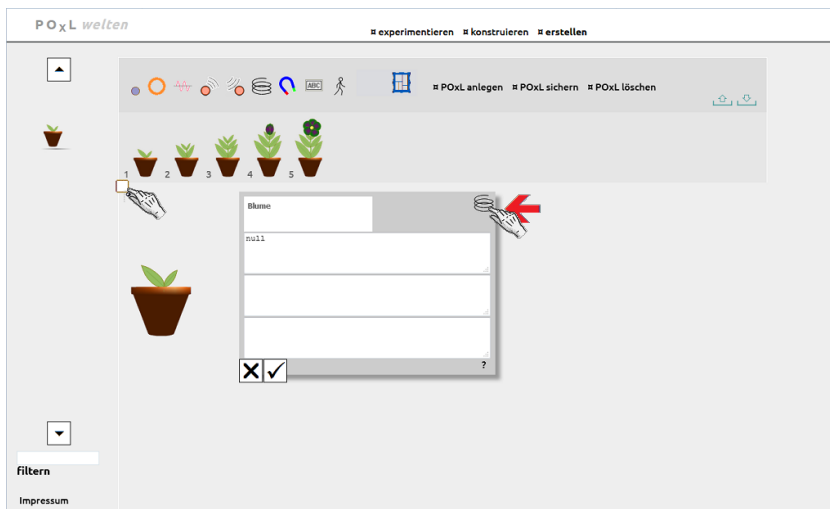 POXL welten
¤ experimentieren ¤ konstruieren ¤ erstellen
ABC ¤ POxL anlegen ¤ POxL sichern ¤ POxL löschen
1 2 3 4 5
Blume
null
?
filtern
Impressum